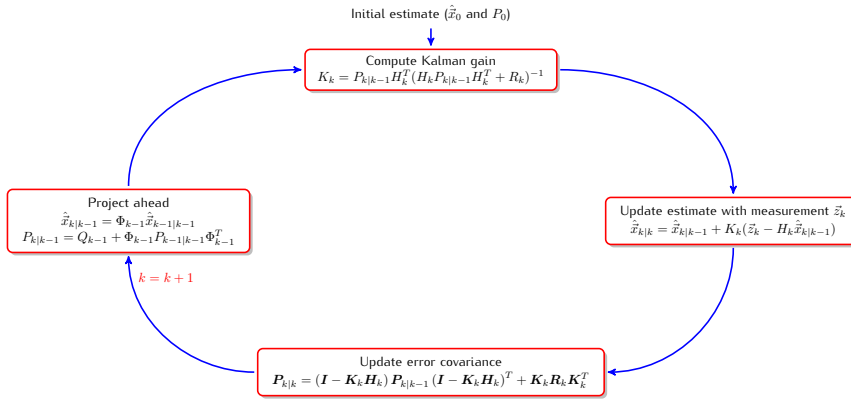 Initial estimate ($\hat{\vec{x}}_0$ and $P_0$)
Compute Kalman gain
$K_k = P_{k|k-1} H_k^T (H_k P_{k|k-1} H_k^T + R_k)^{-1}$
Project ahead
$\hat{\vec{x}}_{k|k-1} = \Phi_{k-1} \hat{\vec{x}}_{k-1|k-1}$
$P_{k|k-1} = Q_{k-1} + \Phi_{k-1} P_{k-1|k-1} \Phi_{k-1}^T$
Update estimate with measurement $\vec{z}_k$
$\hat{\vec{x}}_{k|k} = \hat{\vec{x}}_{k|k-1} + K_k (\vec{z}_k - H_k \hat{\vec{x}}_{k|k-1})$
$k = k + 1$
Update error covariance
$\boldsymbol{P}_{k|k} = (\boldsymbol{I} - \boldsymbol{K}_k \boldsymbol{H}_k) \boldsymbol{P}_{k|k-1} (\boldsymbol{I} - \boldsymbol{K}_k \boldsymbol{H}_k)^T + \boldsymbol{K}_k \boldsymbol{R}_k \boldsymbol{K}_k^T$